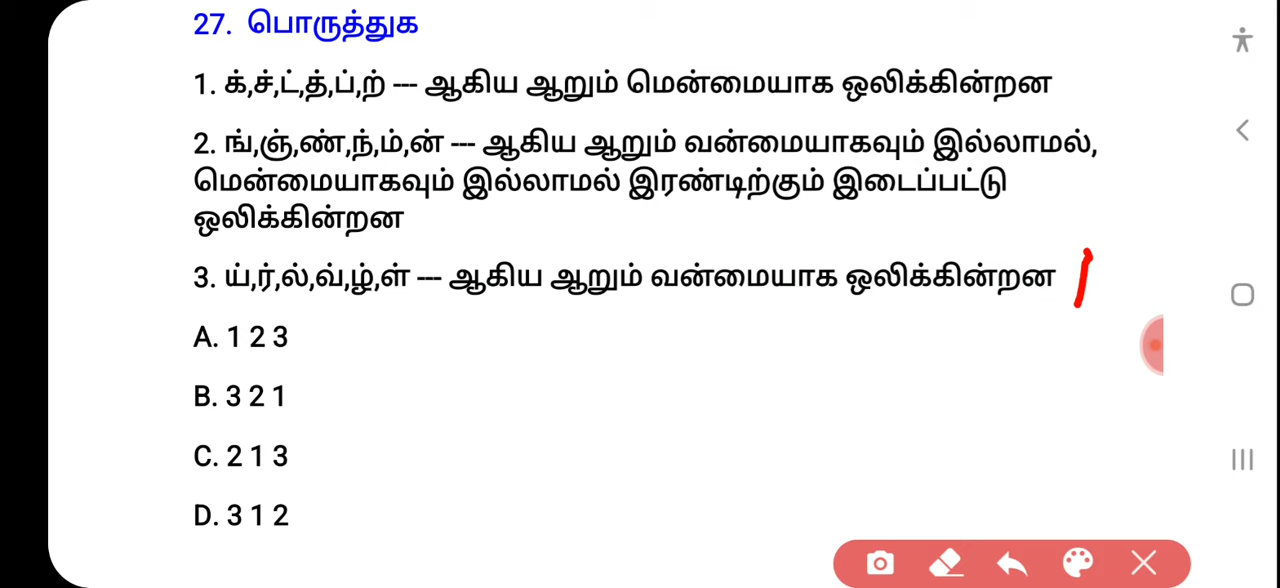 27. பொருத்துக
1. க்,ச்,ட்,த்,ப்,ற் --- ஆகிய ஆறும் மென்மையாக ஒலிக்கின்றன
2. ங்,ஞ்,ண்,ந்,ம்,ன் --- ஆகிய ஆறும் வன்மையாகவும் இல்லாமல்,
மென்மையாகவும் இல்லாமல் இரண்டிற்கும் இடைப்பட்டு
ஒலிக்கின்றன
3. ய்,ர்,ல்,வ்,ழ்,ள் --- ஆகிய ஆறும் வன்மையாக ஒலிக்கின்றன
A. 1 2 3
B. 3 2 1
C. 2 1 3
D. 3 1 2